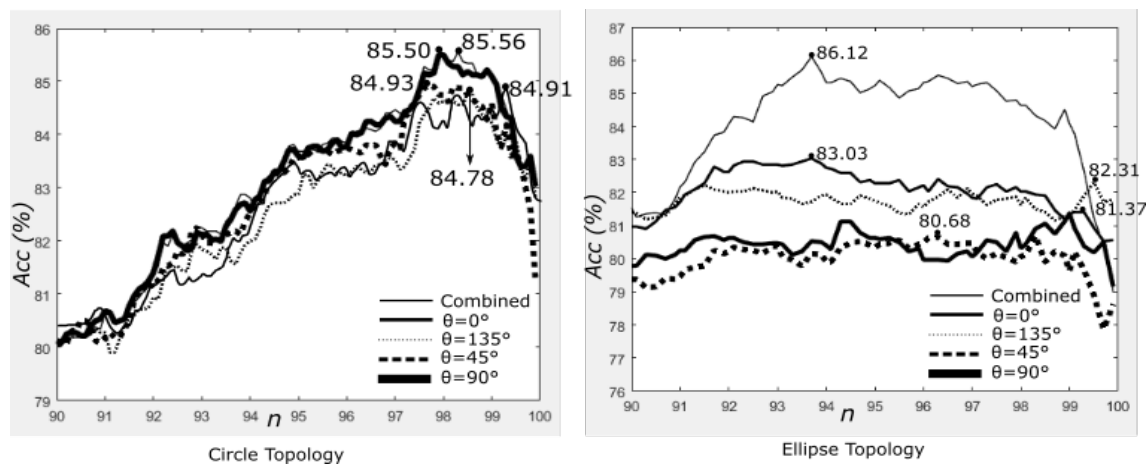 86
85
84
83
82
81
80
79
Acc (%)
85.50
85.56
84.93
84.91
84.78
Combined
θ=0°
θ=135°
θ=45°
θ=90°
90 91 92 93 94 95 96 97 98 99 100
n
Circle Topology
87
86
85
84
83
82
81
80
79
78
77
76
Acc (%)
86.12
83.03
82.31
81.37
80.68
Combined
θ=0°
θ=135°
θ=45°
θ=90°
90 91 92 93 94 95 96 97 98 99 100
n
Ellipse Topology